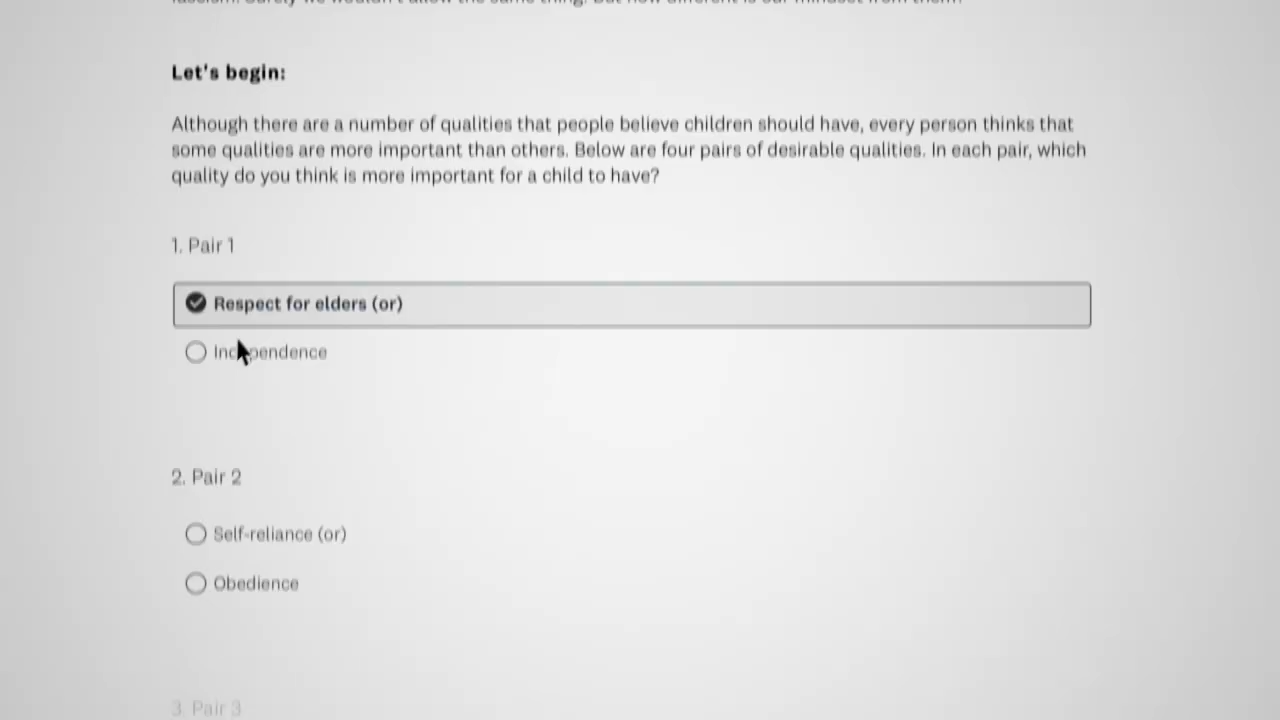 Let's begin:
Although there are a number of qualities that people believe children should have, every person thinks that
some qualities are more important than others. Below are four pairs of desirable qualities. In each pair, which
quality do you think is more important for a child to have?
1. Pair 1
Respect for elders (or)
Independence
2. Pair 2
Self-reliance (or)
Obedience
3. Pair 3